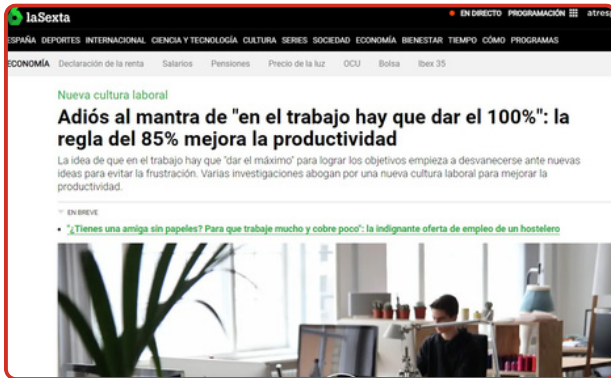 laSexta
EN DIRECTO PROGRAMACIÓN atresp
ESPAÑA DEPORTES INTERNACIONAL CIENCIA Y TECNOLOGÍA CULTURA SERIES SOCIEDAD ECONOMÍA BIENESTAR TIEMPO CÓMO PROGRAMAS
ECONOMÍA Declaración de la renta Salarios Pensiones Precio de la luz OCU Bolsa Ibex 35
Nueva cultura laboral
Adiós al mantra de "en el trabajo hay que dar el 100%": la
regla del 85% mejora la productividad
La idea de que en el trabajo hay que "dar el máximo" para lograr los objetivos empieza a desvanecerse ante nuevas
ideas para evitar la frustración. Varias investigaciones abogan por una nueva cultura laboral para mejorar la
productividad.
EN BREVE
"¿Tienes una amiga sin papeles? Para que trabaje mucho y cobre poco": la indignante oferta de empleo de un hostelero